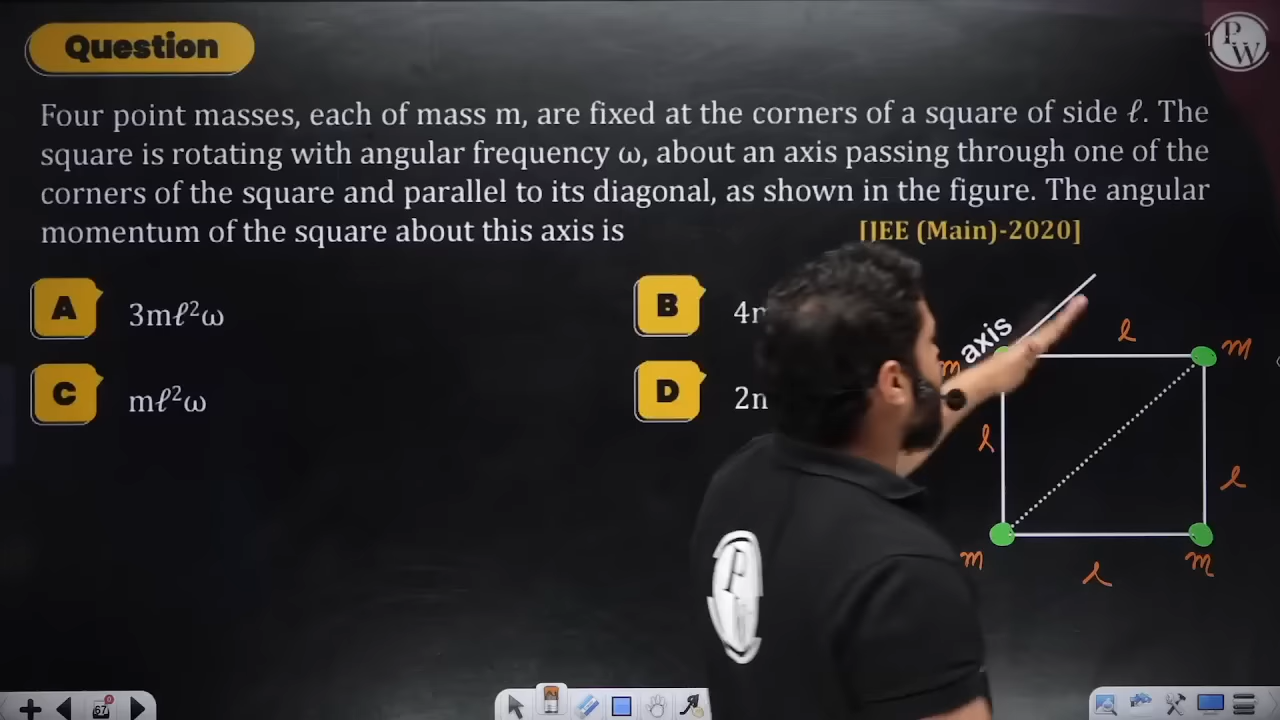 Question
Four point masses, each of mass m, are fixed at the corners of a square of side ℓ. The
square is rotating with angular frequency ω, about an axis passing through one of the
corners of the square and parallel to its diagonal, as shown in the figure. The angular
momentum of the square about this axis is [JEE (Main)-2020]
A 3mℓ²ω
B
C mℓ²ω
D
axis
m
ℓ
m
ℓ
ℓ
m
ℓ
m
PW
67